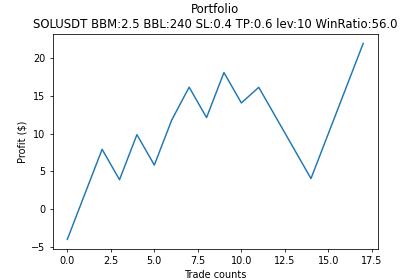 Portfolio
SOLUSDT BBM:2.5 BBL:240 SL:0.4 TP:0.6 lev:10 WinRatio:56.0
20
15
10
5
0
−5
Profit ($)
0.0 2.5 5.0 7.5 10.0 12.5 15.0 17.5
Trade counts